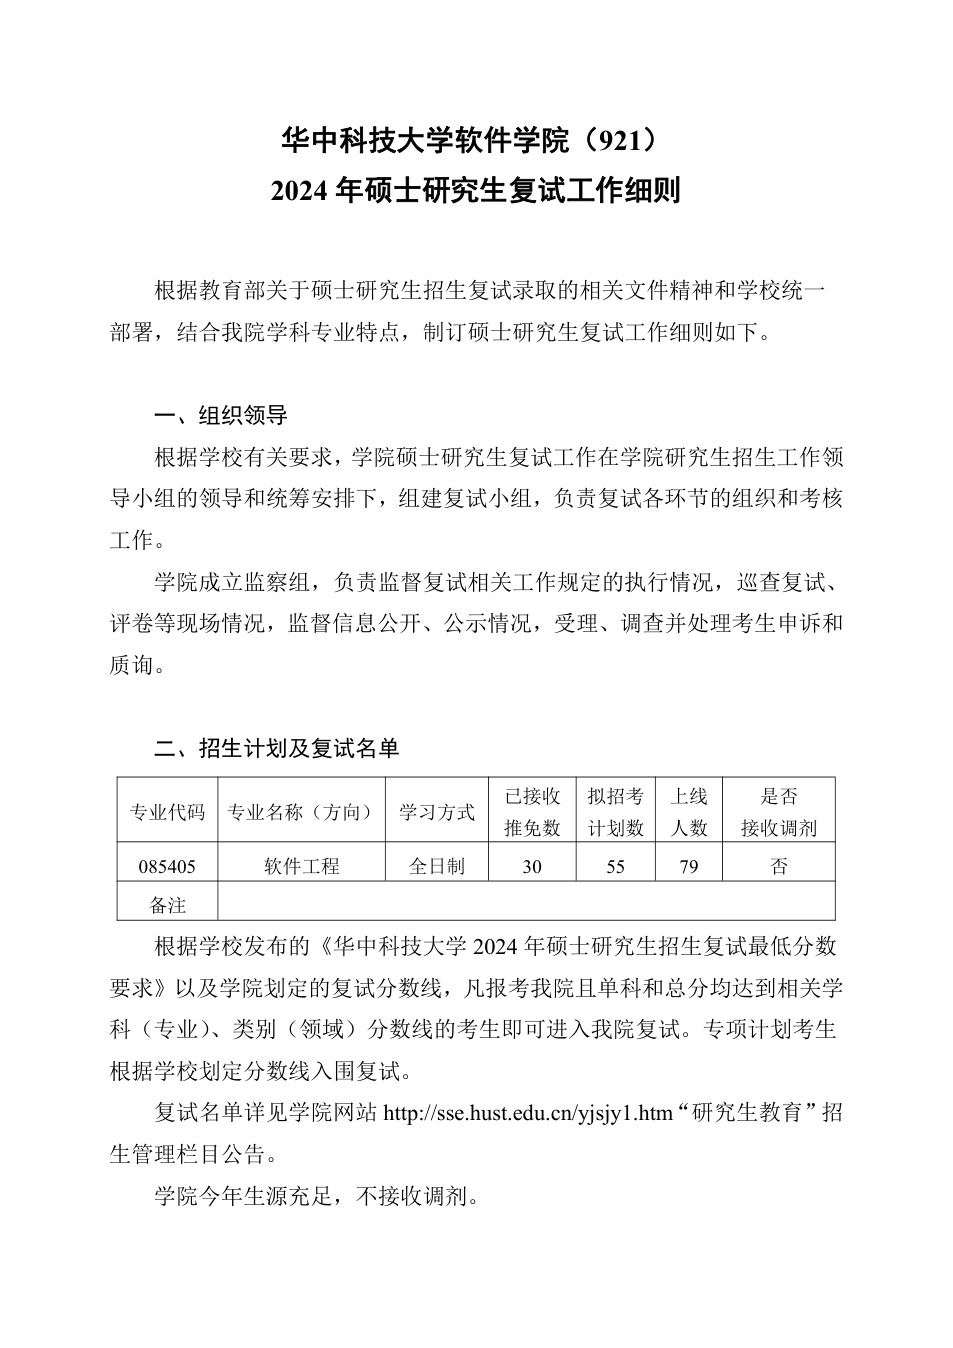 华中科技大学软件学院（921）
2024 年硕士研究生复试工作细则
根据教育部关于硕士研究生招生复试录取的相关文件精神和学校统一
部署，结合我院学科专业特点，制订硕士研究生复试工作细则如下。
一、组织领导
根据学校有关要求，学院硕士研究生复试工作在学院研究生招生工作领
导小组的领导和统筹安排下，组建复试小组，负责复试各环节的组织和考核
工作。
学院成立监察组，负责监督复试相关工作规定的执行情况，巡查复试、
评卷等现场情况，监督信息公开、公示情况，受理、调查并处理考生申诉和
质询。
二、招生计划及复试名单
专业代码 专业名称（方向） 学习方式 已接收推免数 拟招考计划数 上线人数 是否接收调剂
085405 软件工程 全日制 30 55 79 否
备注
根据学校发布的《华中科技大学 2024 年硕士研究生招生复试最低分数
要求》以及学院划定的复试分数线，凡报考我院且单科和总分均达到相关学
科（专业）、类别（领域）分数线的考生即可进入我院复试。专项计划考生
根据学校划定分数线入围复试。
复试名单详见学院网站 http://sse.hust.edu.cn/yjsjy1.htm“研究生教育”招
生管理栏目公告。
学院今年生源充足，不接收调剂。